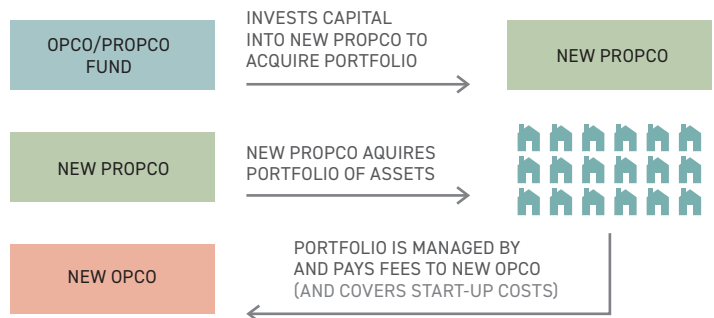 OPCO/PROPCO
FUND
INVESTS CAPITAL
INTO NEW PROPCO TO
ACQUIRE PORTFOLIO
NEW PROPCO
NEW PROPCO
NEW PROPCO AQUIRES
PORTFOLIO OF ASSETS
NEW OPCO
PORTFOLIO IS MANAGED BY
AND PAYS FEES TO NEW OPCO
(AND COVERS START-UP COSTS)